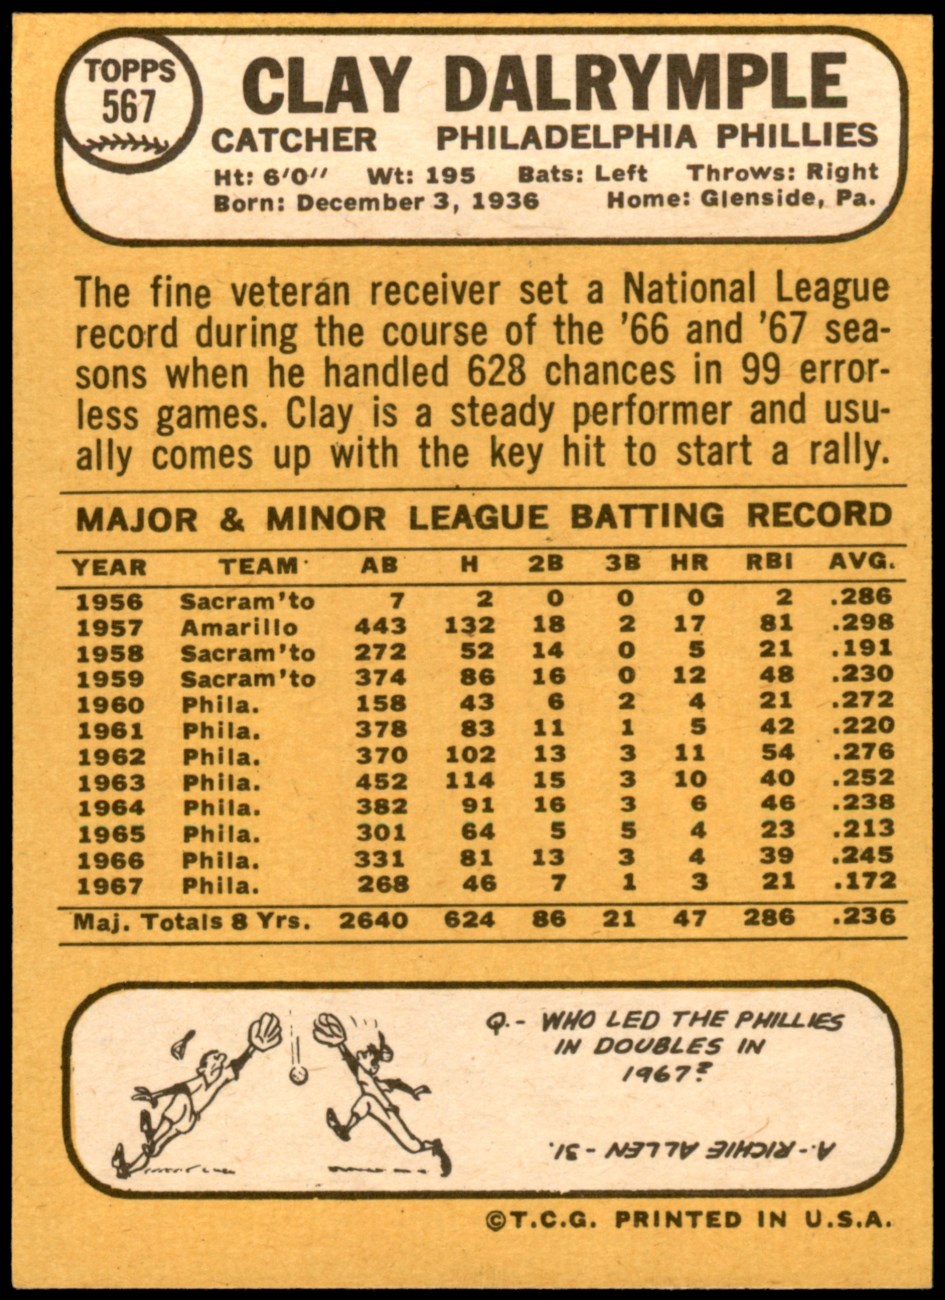 TOPPS
567
CLAY DALRYMPLE
CATCHER PHILADELPHIA PHILLIES
Ht: 6'0" Wt: 195 Bats: Left Throws: Right
Born: December 3, 1936 Home: Glenside, Pa.
The fine veteran receiver set a National League
record during the course of the '66 and '67 sea-
sons when he handled 628 chances in 99 error-
less games. Clay is a steady performer and usu-
ally comes up with the key hit to start a rally.
MAJOR & MINOR LEAGUE BATTING RECORD
YEAR TEAM AB H 2B 3B HR RBI AVG.
1956 Sacram'to 7 2 0 0 0 2 .286
1957 Amarillo 443 132 18 2 17 81 .298
1958 Sacram'to 272 52 14 0 5 21 .191
1959 Sacram'to 374 86 16 0 12 48 .230
1960 Phila. 158 43 6 2 4 21 .272
1961 Phila. 378 83 11 1 5 42 .220
1962 Phila. 370 102 13 3 11 54 .276
1963 Phila. 452 114 15 3 10 40 .252
1964 Phila. 382 91 16 3 6 46 .238
1965 Phila. 301 64 5 5 4 23 .213
1966 Phila. 331 81 13 3 4 39 .245
1967 Phila. 268 46 7 1 3 21 .172
Maj. Totals 8 Yrs. 2640 624 86 21 47 286 .236
Q.- WHO LED THE PHILLIES
IN DOUBLES IN
1967?
A.- RICHIE ALLEN - 31.
©T.C.G. PRINTED IN U.S.A.